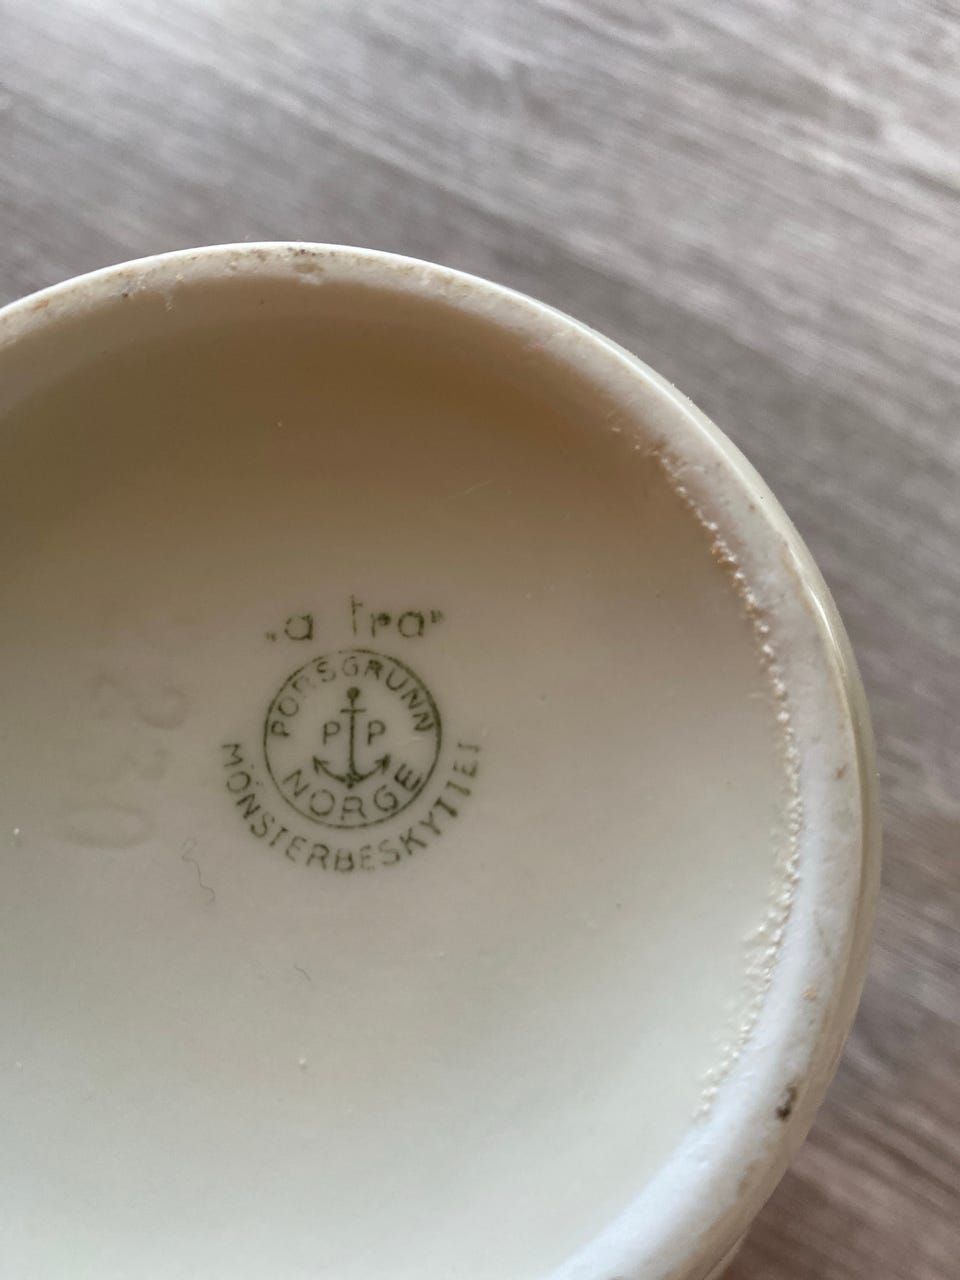 „a tra"
PORSGRUNN
P P
NORGE
MÖNSTERBESKYTTET